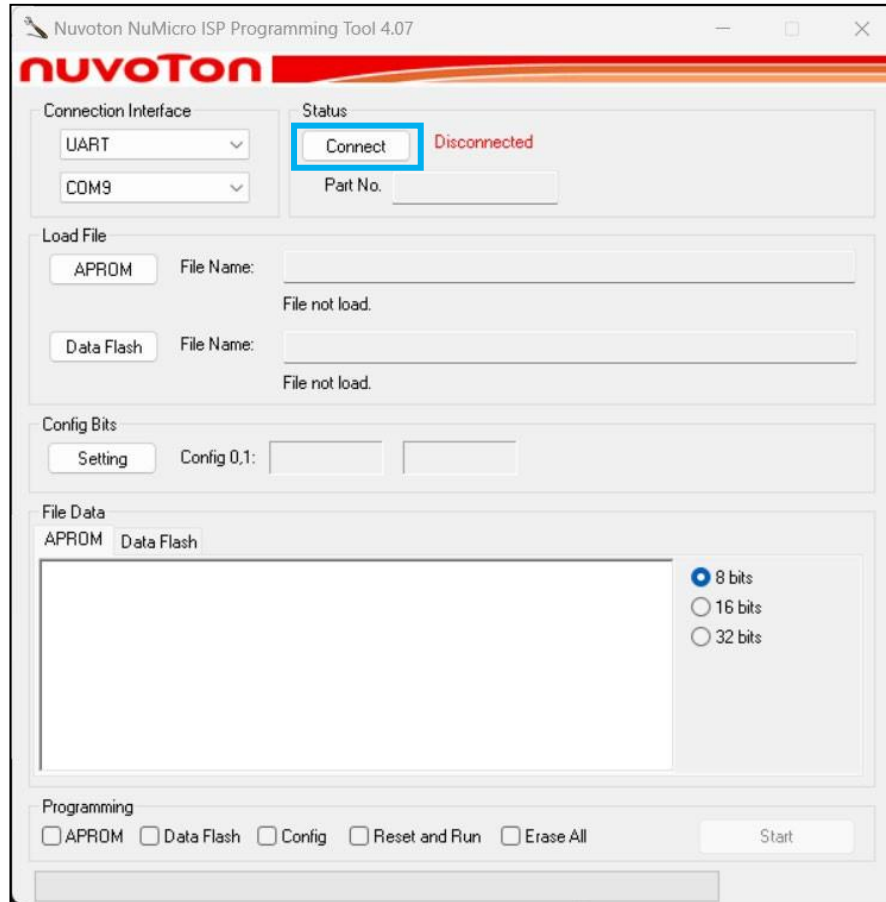 Nuvoton NuMicro ISP Programming Tool 4.07
nuvoTon
Connection Interface
UART
COM9
Status
Connect Disconnected
Part No.
Load File
APROM File Name:
File not load.
Data Flash File Name:
File not load.
Config Bits
Setting Config 0,1:
File Data
APROM Data Flash
8 bits
16 bits
32 bits
Programming
APROM Data Flash Config Reset and Run Erase All Start